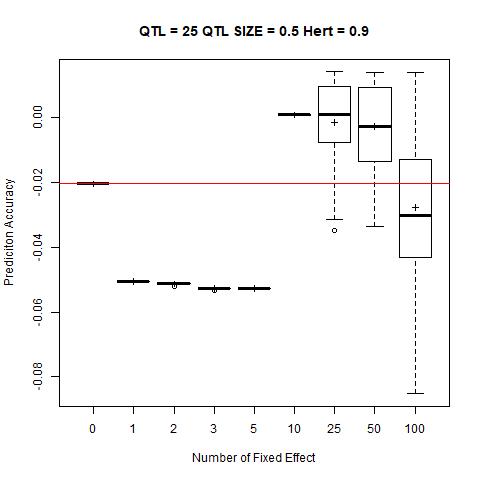 QTL = 25 QTL SIZE = 0.5 Hert = 0.9
Prediciton Accuracy
0.00
-0.02
-0.04
-0.06
-0.08
0 1 2 3 5 10 25 50 100
Number of Fixed Effect